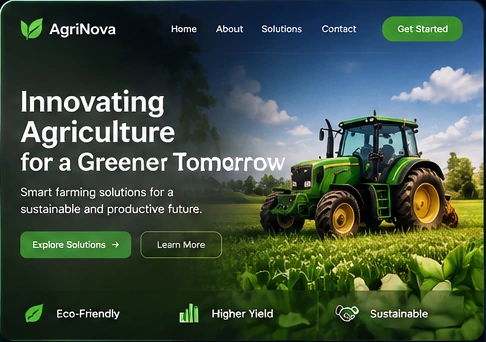 AgriNova
Home About Solutions Contact Get Started
Innovating
Agriculture
for a Greener Tomorrow
Smart farming solutions for a
sustainable and productive future.
Explore Solutions → Learn More
Eco-Friendly Higher Yield Sustainable